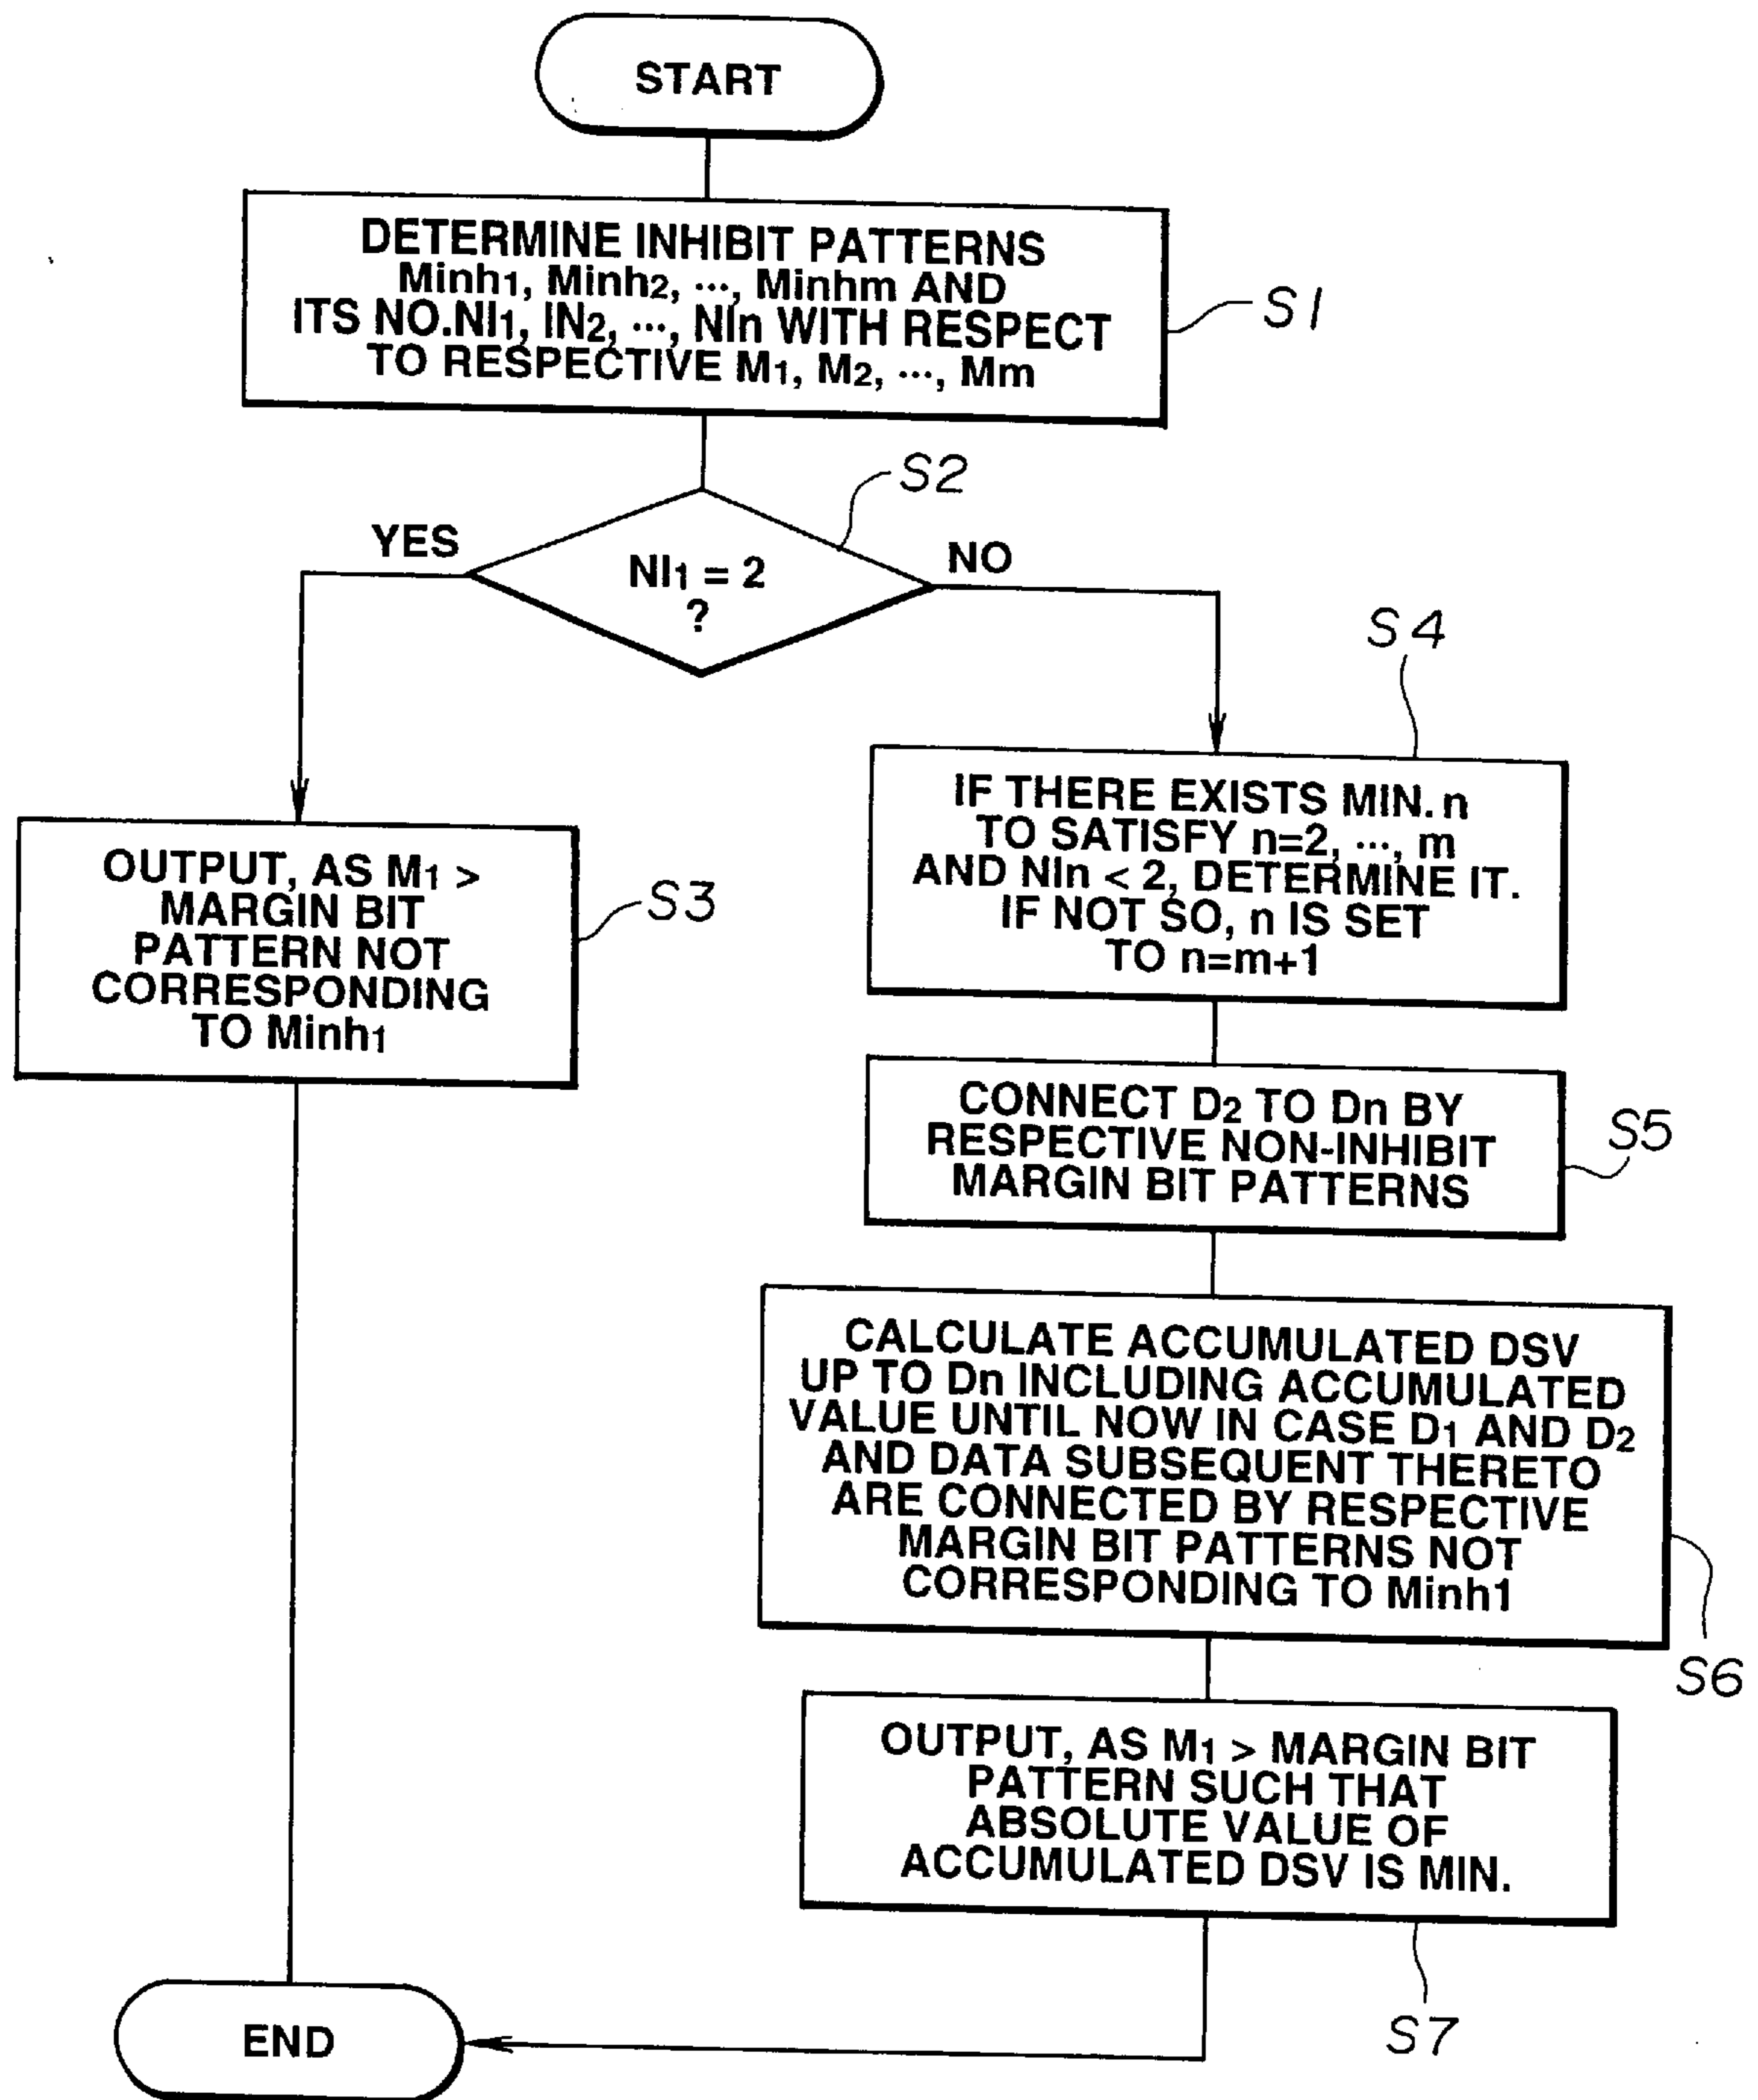 START
DETERMINE INHIBIT PATTERNS
Minh1, Minh2, ···, Minhm AND
ITS NO.NI1, IN2, ···, NIn WITH RESPECT
TO RESPECTIVE M1, M2, ···, Mm
S1
S2
YES
NI1 = 2
?
NO
S4
OUTPUT, AS M1 >
MARGIN BIT
PATTERN NOT
CORRESPONDING
TO Minh1
S3
IF THERE EXISTS MIN. n
TO SATISFY n=2, ···, m
AND NIn < 2, DETERMINE IT.
IF NOT SO, n IS SET
TO n=m+1
CONNECT D2 TO Dn BY
RESPECTIVE NON-INHIBIT
MARGIN BIT PATTERNS
S5
CALCULATE ACCUMULATED DSV
UP TO Dn INCLUDING ACCUMULATED
VALUE UNTIL NOW IN CASE D1 AND D2
AND DATA SUBSEQUENT THERETO
ARE CONNECTED BY RESPECTIVE
MARGIN BIT PATTERNS NOT
CORRESPONDING TO Minh1
S6
OUTPUT, AS M1 > MARGIN BIT
PATTERN SUCH THAT
ABSOLUTE VALUE OF
ACCUMULATED DSV IS MIN.
S7
END